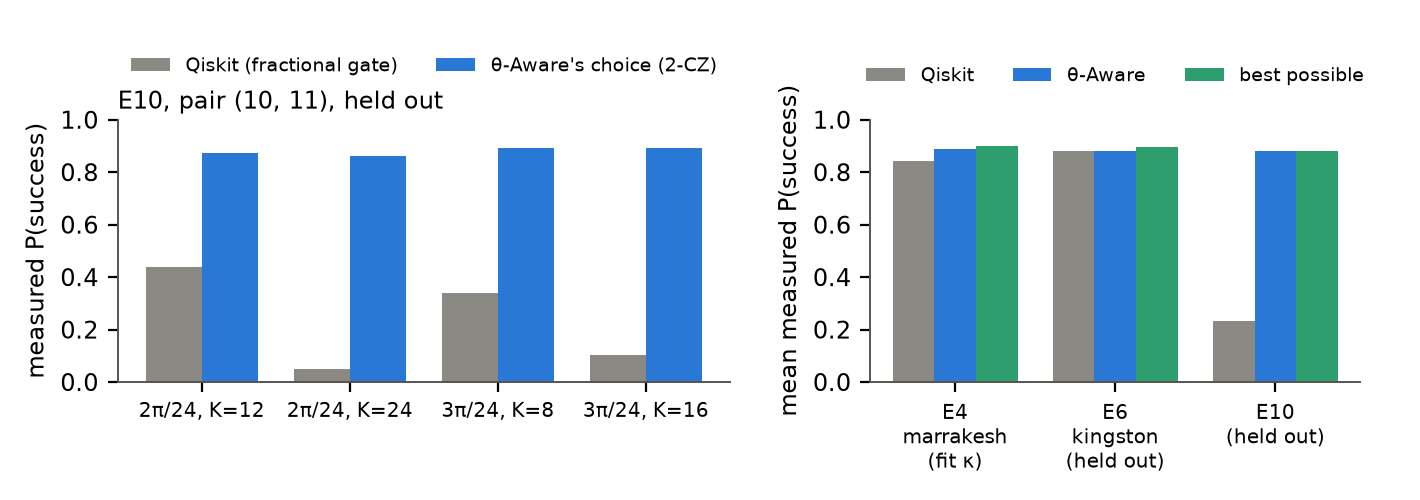 Qiskit (fractional gate)
θ-Aware's choice (2-CZ)
E10, pair (10, 11), held out
measured P(success)
1.0
0.8
0.6
0.4
0.2
0.0
2π/24, K=12
2π/24, K=24
3π/24, K=8
3π/24, K=16
Qiskit
θ-Aware
best possible
mean measured P(success)
1.0
0.8
0.6
0.4
0.2
0.0
E4
marrakesh
(fit κ)
E6
kingston
(held out)
E10
(held out)